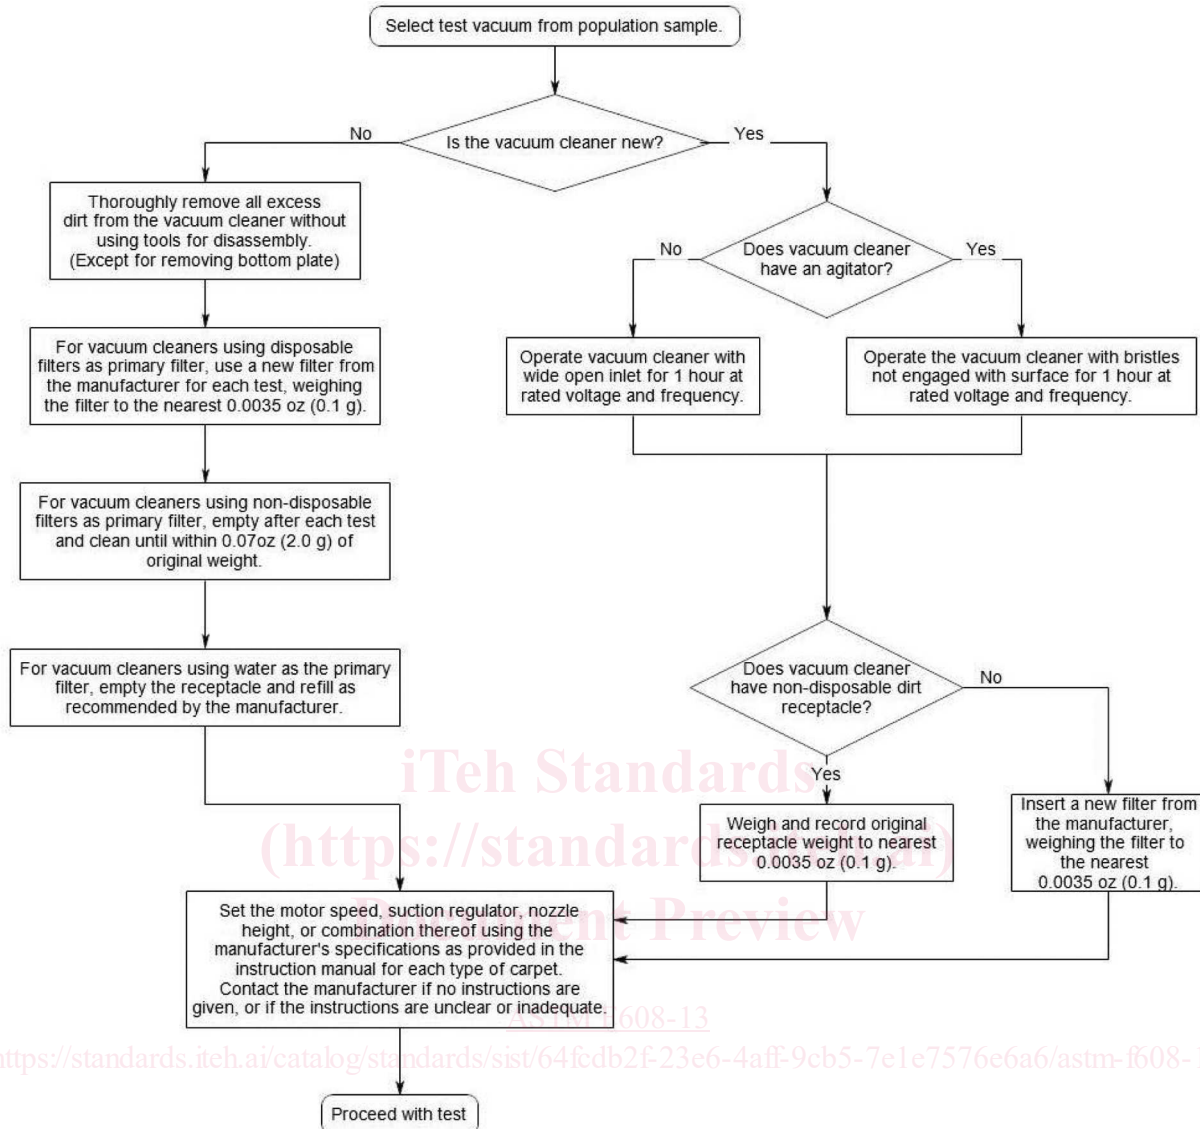 Select test vacuum from population sample.
Is the vacuum cleaner new?
No
Yes
Thoroughly remove all excess
dirt from the vacuum cleaner without
using tools for disassembly.
(Except for removing bottom plate)
Does vacuum cleaner
have an agitator?
No
Yes
For vacuum cleaners using disposable
filters as primary filter, use a new filter from
the manufacturer for each test, weighing
the filter to the nearest 0.0035 oz (0.1 g).
Operate vacuum cleaner with
wide open inlet for 1 hour at
rated voltage and frequency.
Operate the vacuum cleaner with bristles
not engaged with surface for 1 hour at
rated voltage and frequency.
For vacuum cleaners using non-disposable
filters as primary filter, empty after each test
and clean until within 0.07oz (2.0 g) of
original weight.
For vacuum cleaners using water as the primary
filter, empty the receptacle and refill as
recommended by the manufacturer.
Does vacuum cleaner
have non-disposable dirt
receptacle?
No
Yes
Weigh and record original
receptacle weight to nearest
0.0035 oz (0.1 g).
Insert a new filter from
the manufacturer,
weighing the filter to
the nearest
0.0035 oz (0.1 g).
iTeh Standards
(https://standards.iteh.ai)
Document Preview
Set the motor speed, suction regulator, nozzle
height, or combination thereof using the
manufacturer's specifications as provided in the
instruction manual for each type of carpet.
Contact the manufacturer if no instructions are
given, or if the instructions are unclear or inadequate.
ASTM F608-13
https://standards.iteh.ai/catalog/standards/sist/64fcdb2f-23e6-4aff-9cb5-7e1e7576e6a6/astm-f608-1
Proceed with test